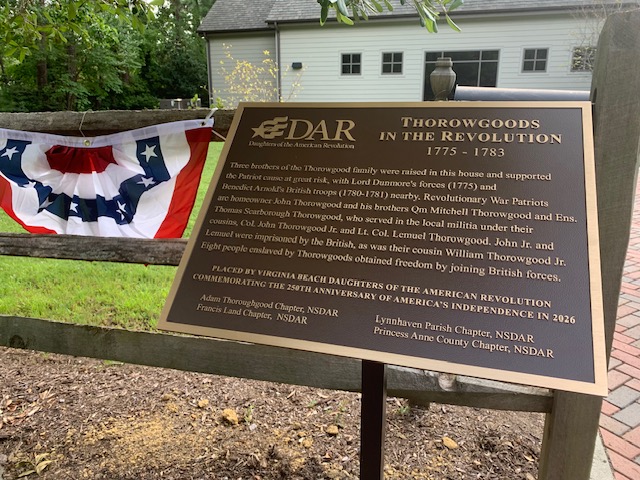 DAR
Daughters of the American Revolution
THOROWGOODS
IN THE REVOLUTION
1775 - 1783
Three brothers of the Thorowgood family were raised in this house and supported
the Patriot cause at great risk, with Lord Dunmore's forces (1775) and
Benedict Arnold's British troops (1780-1781) nearby. Revolutionary War Patriots
are homeowner John Thorowgood and his brothers Qm Mitchell Thorowgood and Ens.
Thomas Scarborough Thorowgood, who served in the local militia under their
cousins, Col. John Thorowgood Jr. and Lt. Col. Lemuel Thorowgood. John Jr. and
Lemuel were imprisoned by the British, as was their cousin William Thorowgood Jr.
Eight people enslaved by Thorowgoods obtained freedom by joining British forces.
PLACED BY VIRGINIA BEACH DAUGHTERS OF THE AMERICAN REVOLUTION
COMMEMORATING THE 250TH ANNIVERSARY OF AMERICA'S INDEPENDENCE IN 2026
Adam Thoroughgood Chapter, NSDAR
Francis Land Chapter, NSDAR
Lynnhaven Parish Chapter, NSDAR
Princess Anne County Chapter, NSDAR